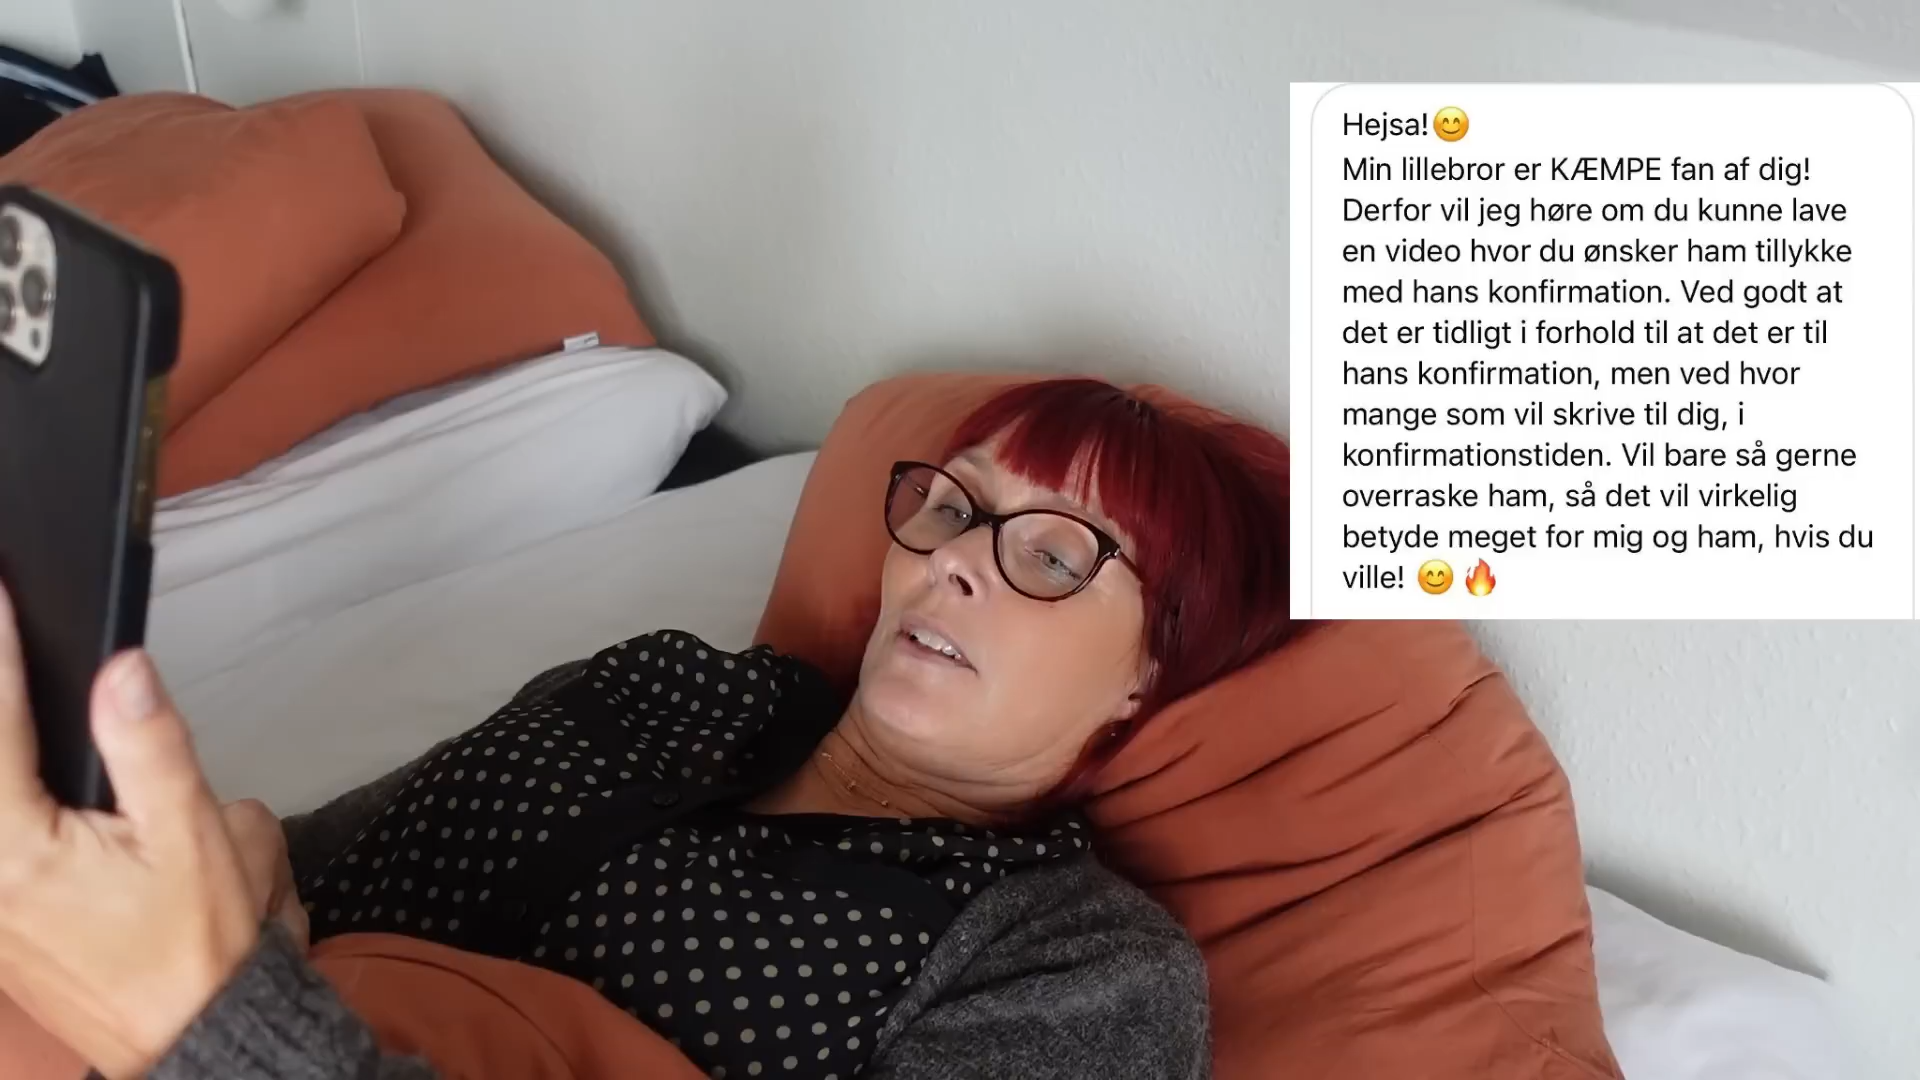 Hejsa!😊
Min lillebror er KÆMPE fan af dig!
Derfor vil jeg høre om du kunne lave
en video hvor du ønsker ham tillykke
med hans konfirmation. Ved godt at
det er tidligt i forhold til at det er til
hans konfirmation, men ved hvor
mange som vil skrive til dig, i
konfirmationstiden. Vil bare så gerne
overraske ham, så det vil virkelig
betyde meget for mig og ham, hvis du
ville! 😊🔥